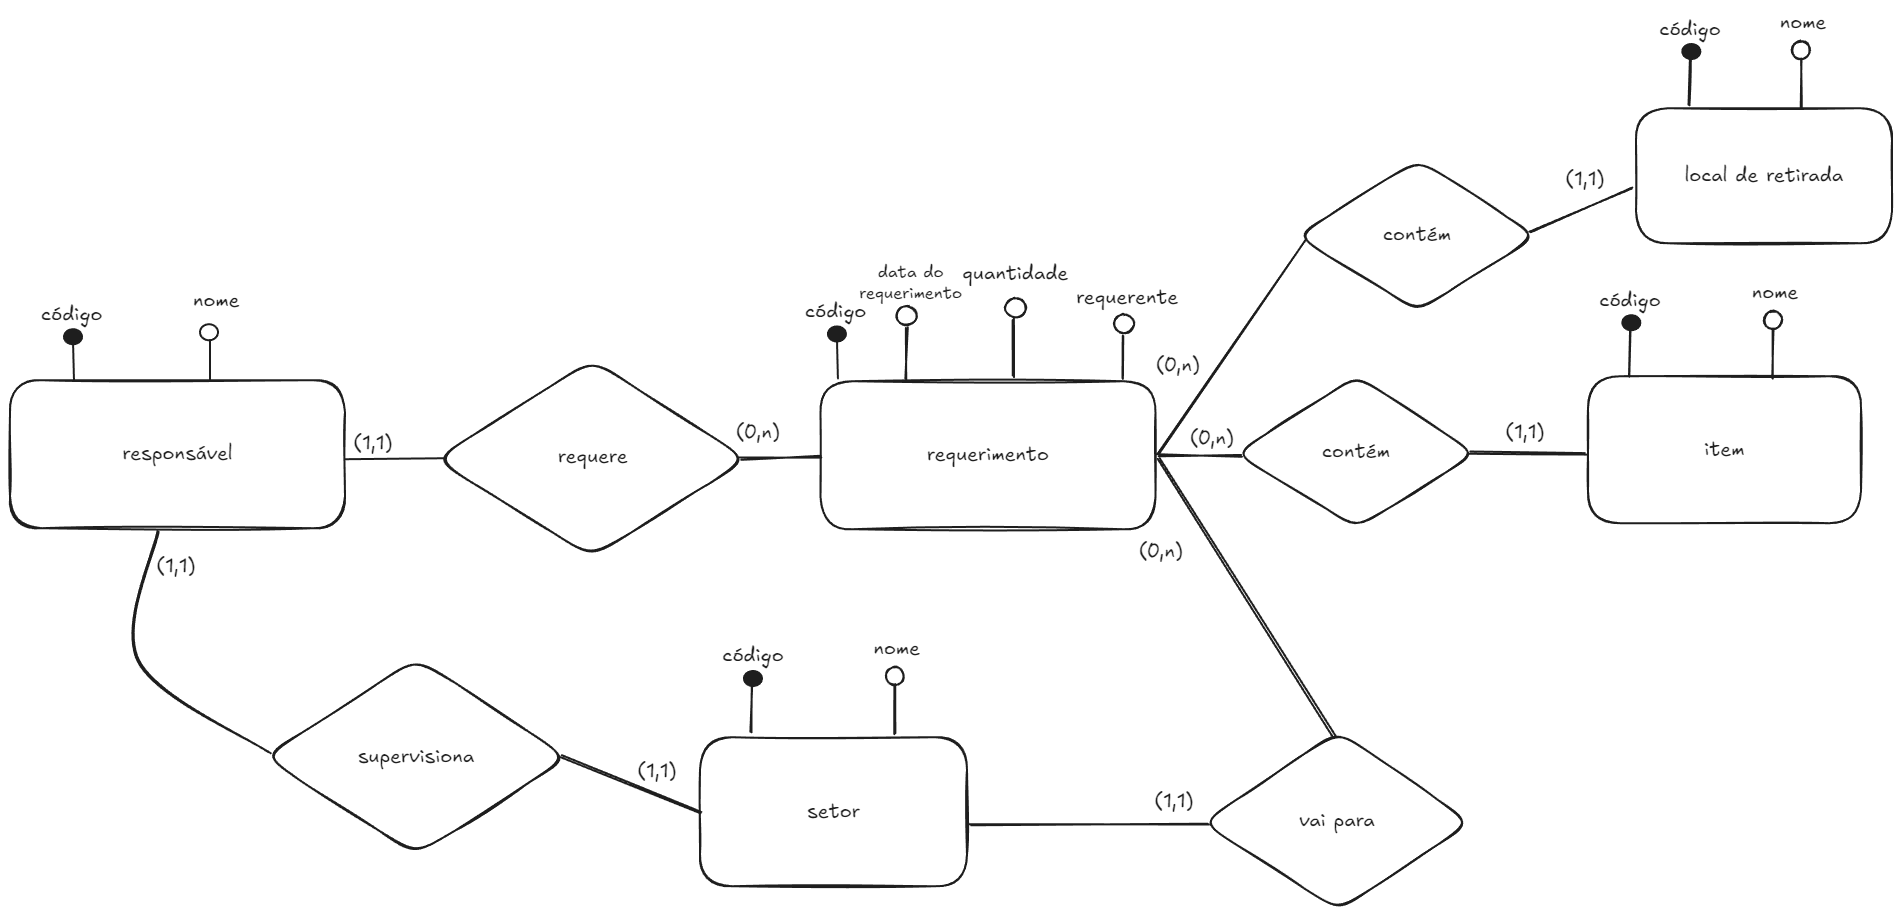 código
nome
local de retirada
(1,1)
contém
(0,n)
código
nome
item
(1,1)
contém
(0,n)
código
data do
requerimento
quantidade
requerente
requerimento
(0,n)
requere
(1,1)
código
nome
responsável
(1,1)
supervisiona
(1,1)
código
nome
setor
(1,1)
vai para
(0,n)